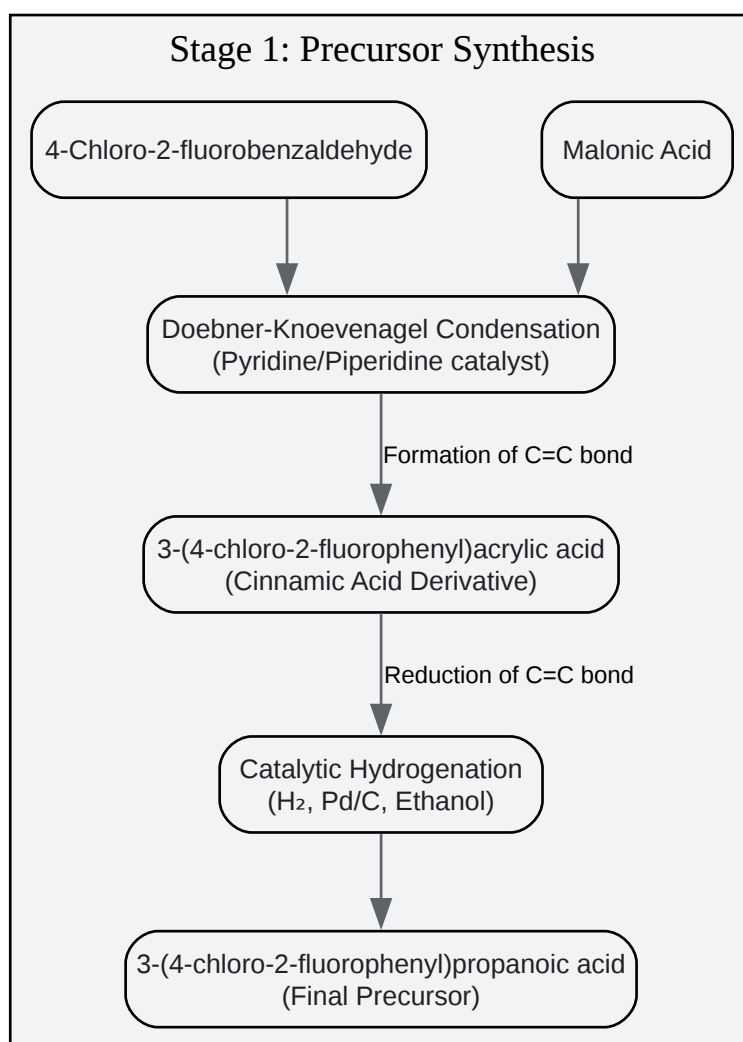 Stage 1: Precursor Synthesis
4-Chloro-2-fluorobenzaldehyde
Malonic Acid
Doebner-Knoevenagel Condensation
(Pyridine/Piperidine catalyst)
Formation of C=C bond
3-(4-chloro-2-fluorophenyl)acrylic acid
(Cinnamic Acid Derivative)
Reduction of C=C bond
Catalytic Hydrogenation
(H₂, Pd/C, Ethanol)
3-(4-chloro-2-fluorophenyl)propanoic acid
(Final Precursor)